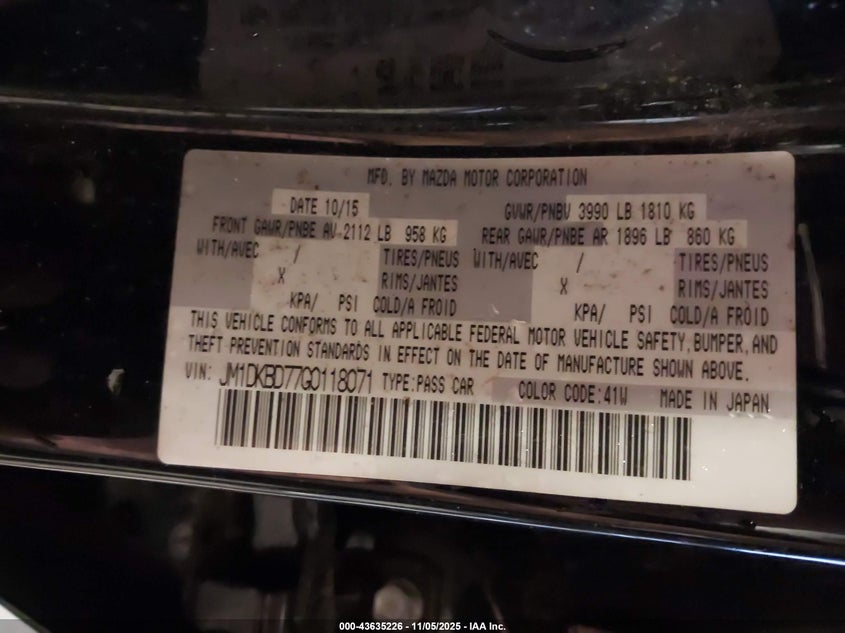 MFD. BY MAZDA MOTOR CORPORATION
DATE 10/15 GVWR/PNBV 3990 LB 1810 KG
FRONT GAWR/PNBE AV 2112 LB 958 KG REAR GAWR/PNBE AR 1896 LB 860 KG
WITH/AVEC / TIRES/PNEUS WITH/AVEC / TIRES/PNEUS
X RIMS/JANTES X RIMS/JANTES
KPA/ PSI COLD/A FROID KPA/ PSI COLD/A FROID
THIS VEHICLE CONFORMS TO ALL APPLICABLE FEDERAL MOTOR VEHICLE SAFETY, BUMPER, AND
THEFT PREVENTION STANDARDS IN EFFECT ON THE DATE OF MANUFACTURE SHOWN ABOVE.
VIN: JM1DKBD77G0118071 TYPE:PASS CAR COLOR CODE:41W MADE IN JAPAN
000-43635226 - 11/05/2025 - IAA Inc.